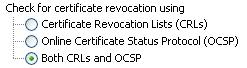 Check for certificate revocation using
Certificate Revocation Lists (CRLs)
Online Certificate Status Protocol (OCSP)
Both CRLs and OCSP